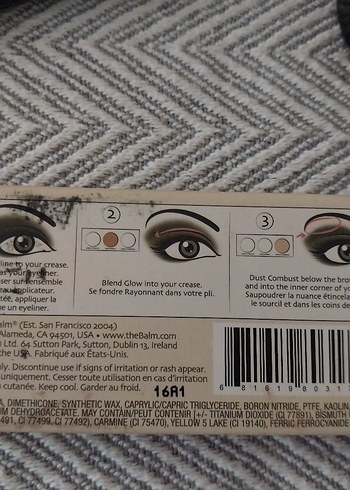 2
3
line to your crease.
as your eyeliner.
ser sur l'ensemble
u applicateur.
tée, appliquer la
e un eyeliner.
Blend Glow into your crease.
Se fondre Rayonnant dans votre pli.
Dust Combust below the bro
and into the inner corner of yo
Saupoudrer la nuance étincela
le sourcil et dans les coins de
alm® (Est. San Francisco 2004)
Alameda, CA 94501, USA • www.theBalm.com
n Ltd. 64 Sutton Park, Sutton, Dublin 13, Ireland
the USA. Fabriqué aux États-Unis.
ly. Discontinue use if signs of irritation or rash appear.
uniquement. Cesser toute utilisation en cas d'irritation
n cutanée. Keep cool. Garder au froid.
16A1
6 81619 8031
A, DIMETHICONE, SYNTHETIC WAX, CAPRYLIC/CAPRIC TRIGLYCERIDE, BORON NITRIDE, PTFE, KAOLIN,
UM DEHYDROACETATE. MAY CONTAIN/PEUT CONTENIR [+/- TITANIUM DIOXIDE (CI 77891), BISMUTH
491, CI 77499, CI 77492), CARMINE (CI 75470), YELLOW 5 LAKE (CI 19140), FERRIC FERROCYANIDE